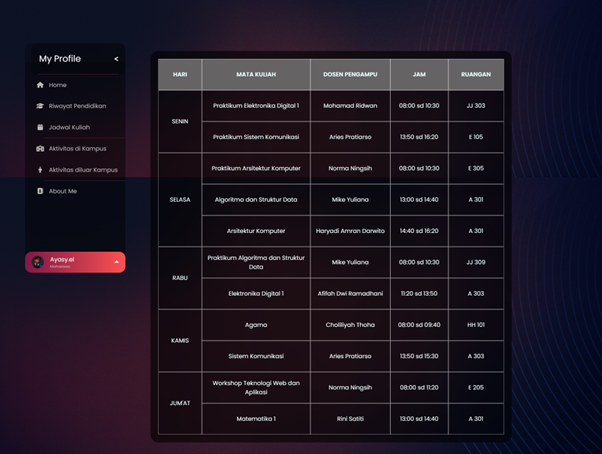 My Profile <
Home
Riwayat Pendidikan
Jadwal Kuliah
Aktivitas di Kampus
Aktivitas diluar Kampus
About Me
Ayasy.el
Mahasiswa
HARI MATA KULIAH DOSEN PENGAMPU JAM RUANGAN
SENIN
Praktikum Elektronika Digital 1 Mohamad Ridwan 08:00 sd 10:30 JJ 303
Praktikum Sistem Komunikasi Aries Pratiarso 13:50 sd 16:20 E 105
SELASA
Praktikum Arsitektur Komputer Norma Ningsih 08:00 sd 10:30 E 305
Algoritma dan Struktur Data Mike Yuliana 13:00 sd 14:40 A 301
Arsitektur Komputer Haryadi Amran Darwito 14:40 sd 16:20 A 301
RABU
Praktikum Algoritma dan Struktur
Data Mike Yuliana 08:00 sd 10:30 JJ 309
Elektronika Digital 1 Afifah Dwi Ramadhani 11:20 sd 13:50 A 303
KAMIS
Agama Choliliyah Thoha 08:00 sd 09:40 HH 101
Sistem Komunikasi Aries Pratiarso 13:50 sd 15:30 A 303
JUM'AT
Workshop Teknologi Web dan
Aplikasi Norma Ningsih 08:00 sd 11:20 E 205
Matematika 1 Rini Satiti 13:00 sd 14:40 A 301